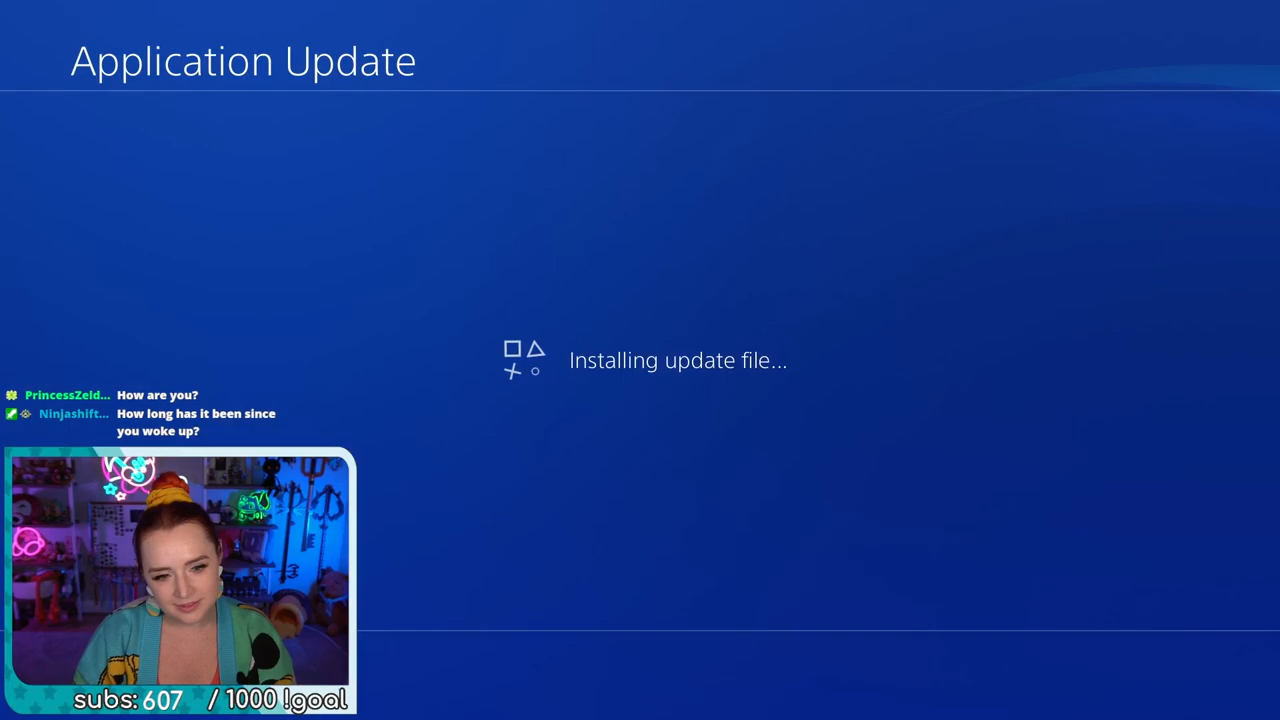 Application Update
Installing update file...
PrincessZeld... How are you?
Ninjashift... How long has it been since
you woke up?
subs: 607 / 1000 !goal